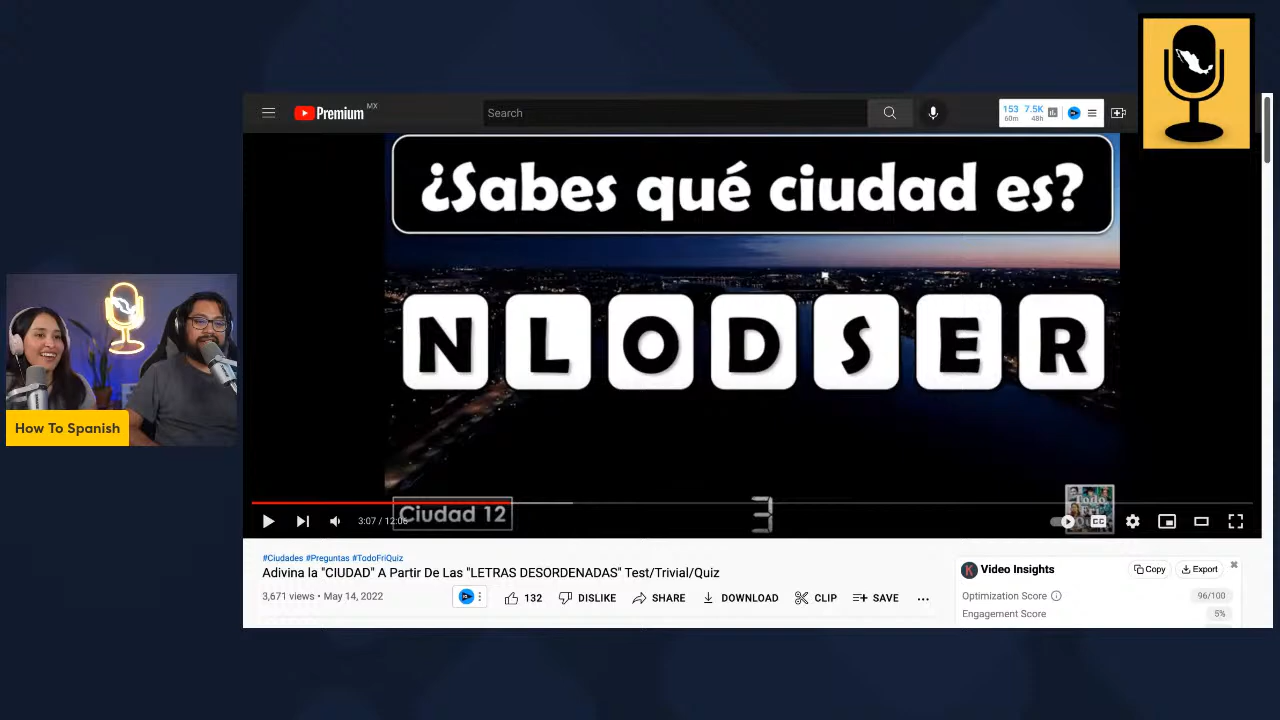 Premium MX
Search
153 7.5K
60m 48h
¿Sabes qué ciudad es?
N L O D S E R
How To Spanish
Ciudad 12
3
Todo
3:07 / 12:06
CC
#Ciudades #Preguntas #TodoFriQuiz
Adivina la "CIUDAD" A Partir De Las "LETRAS DESORDENADAS" Test/Trivial/Quiz
3,671 views • May 14, 2022
132 DISLIKE SHARE DOWNLOAD CLIP SAVE ...
K Video Insights Copy Export
Optimization Score 96/100
Engagement Score 5%